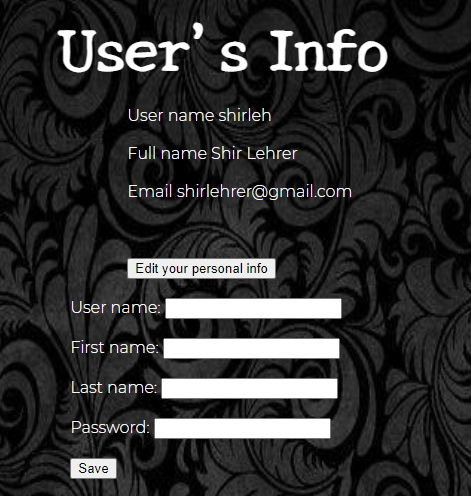 User's Info
User name shirleh
Full name Shir Lehrer
Email shirlehrer@gmail.com
Edit your personal info
User name:
First name:
Last name:
Password:
Save